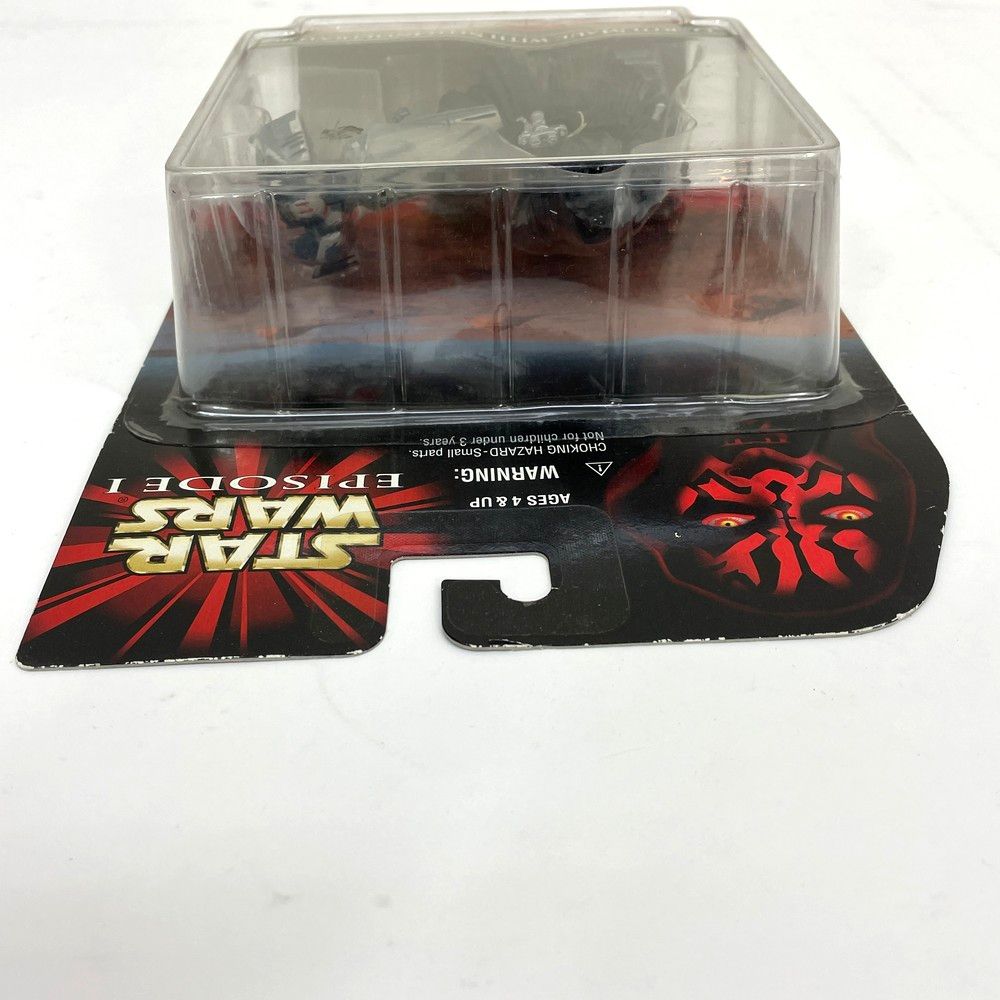 STAR
WARS®
EPISODE I
AGES 4 & UP
WARNING:
CHOKING HAZARD-Small parts.
Not for children under 3 years.